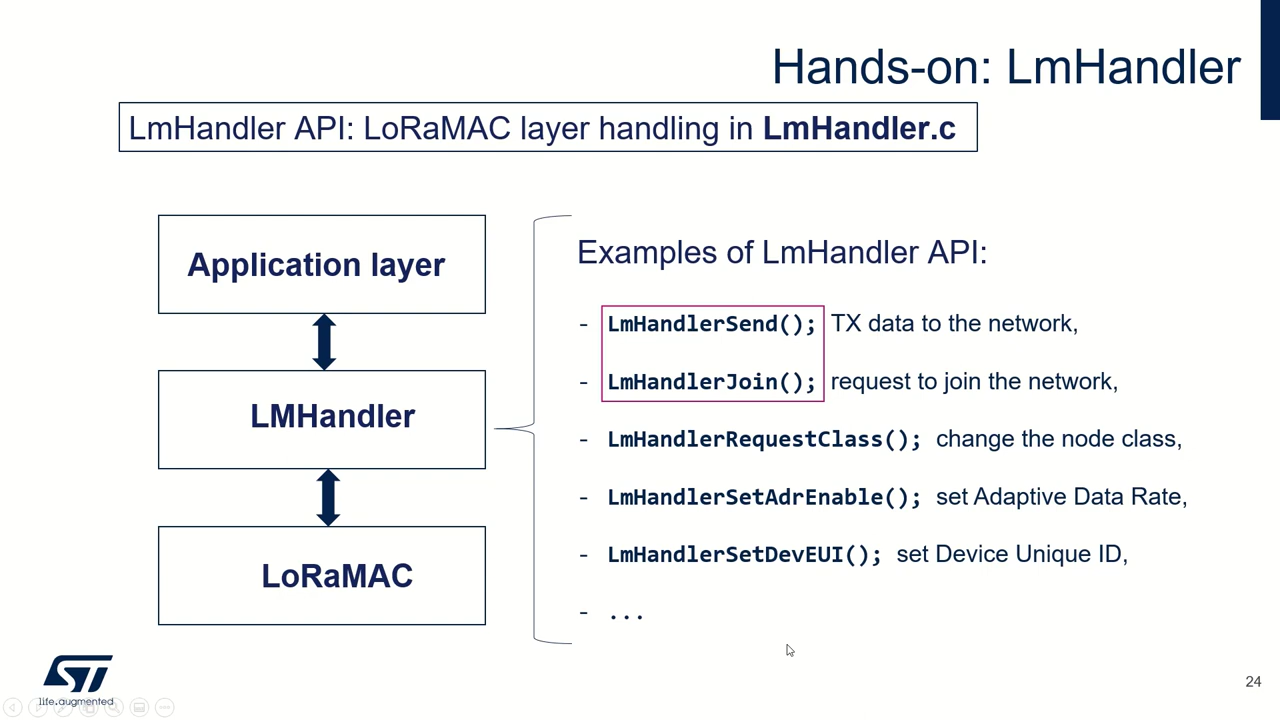 Hands-on: LmHandler
LmHandler API: LoRaMAC layer handling in LmHandler.c
Application layer
LMHandler
LoRaMAC
Examples of LmHandler API:
- LmHandlerSend(); TX data to the network,
- LmHandlerJoin(); request to join the network,
- LmHandlerRequestClass(); change the node class,
- LmHandlerSetAdrEnable(); set Adaptive Data Rate,
- LmHandlerSetDevEUI(); set Device Unique ID,
- ...
ST
life.augmented
24